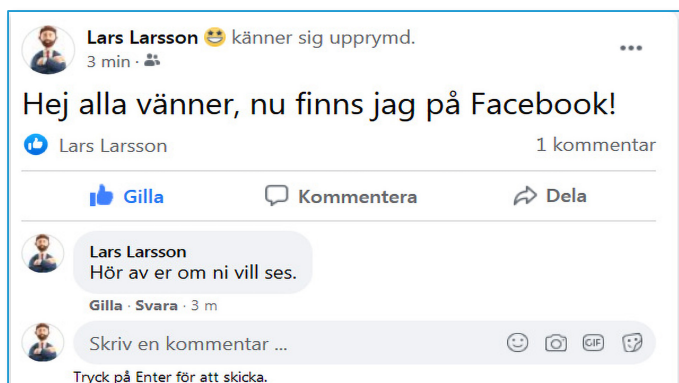 Lars Larsson 😃 känner sig upprymd.
3 min ·
Hej alla vänner, nu finns jag på Facebook!
Lars Larsson 1 kommentar
Gilla Kommentera Dela
Lars Larsson
Hör av er om ni vill ses.
Gilla · Svara · 3 m
Skriv en kommentar ... GIF
Tryck på Enter för att skicka.